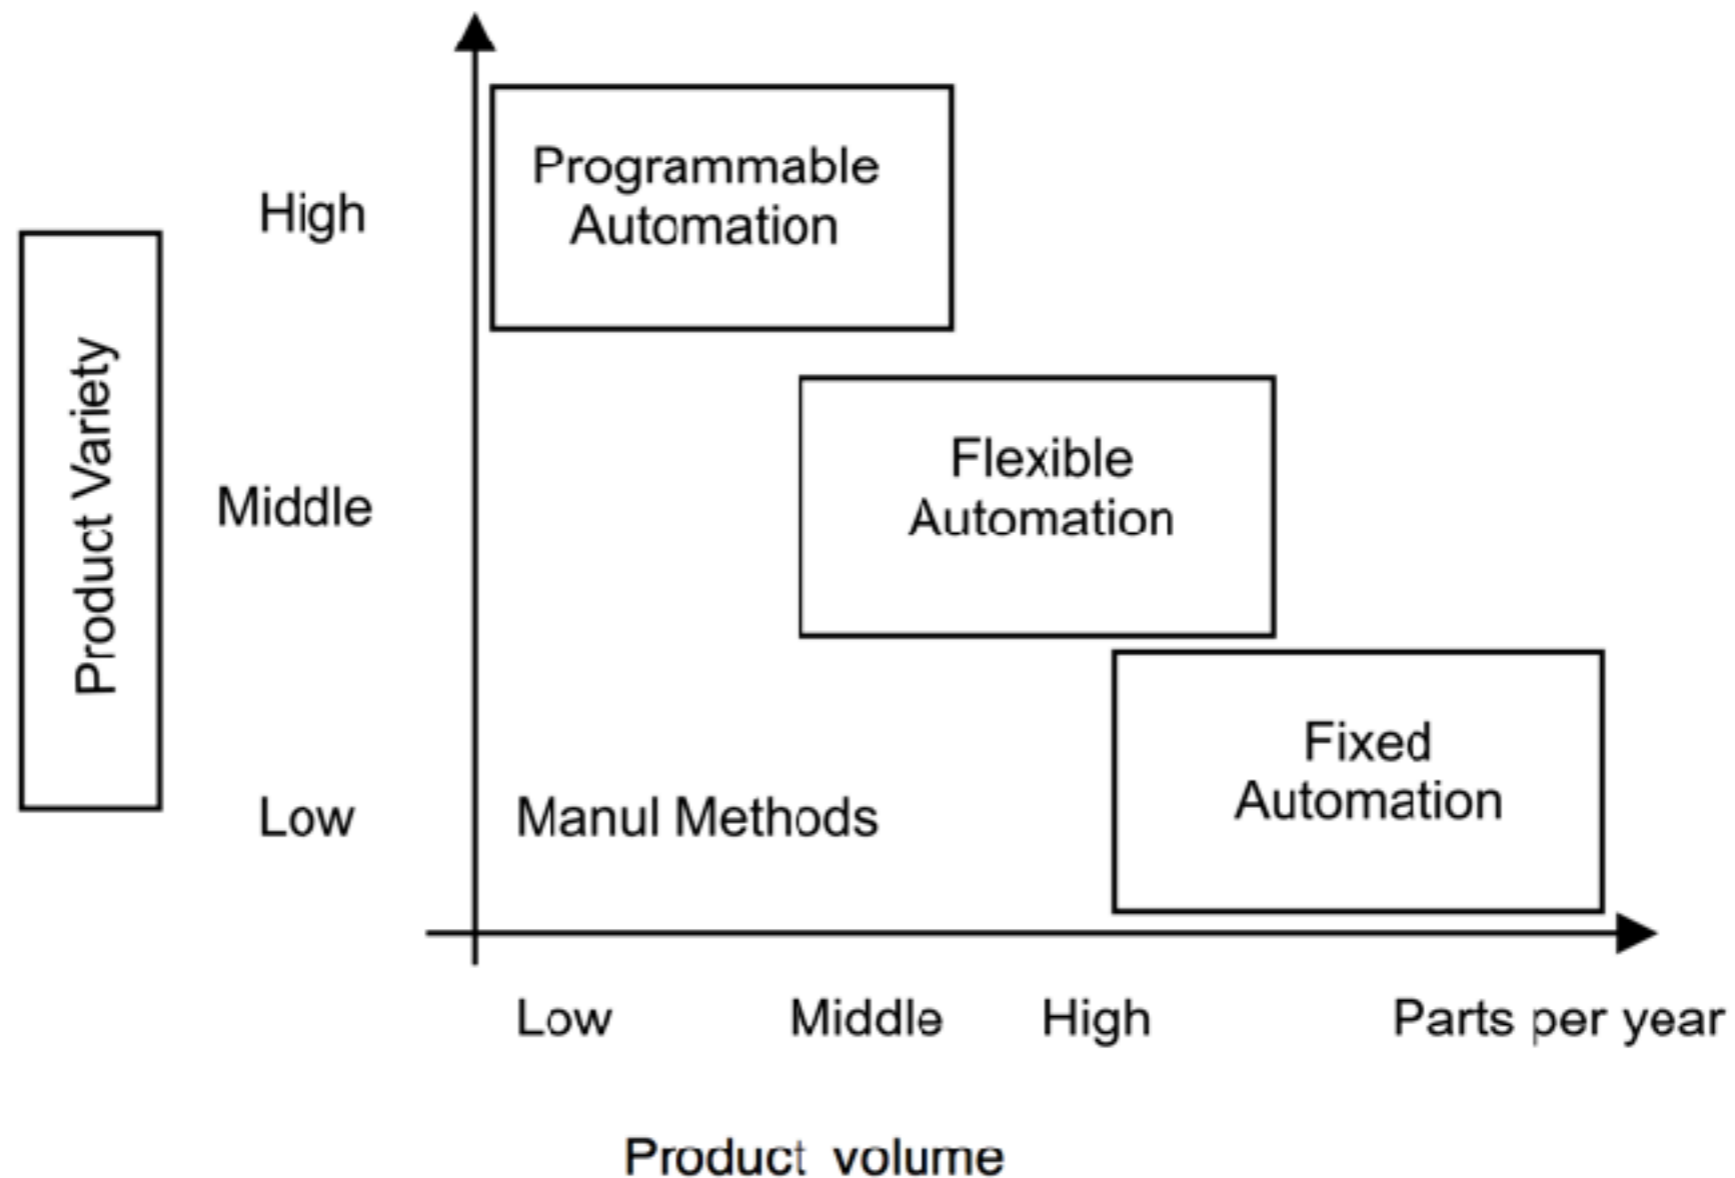 Programmable
Automation
High
Product Variety
Flexible
Automation
Middle
Fixed
Automation
Low
Manul Methods
Low
Middle
High
Parts per year
Product volume